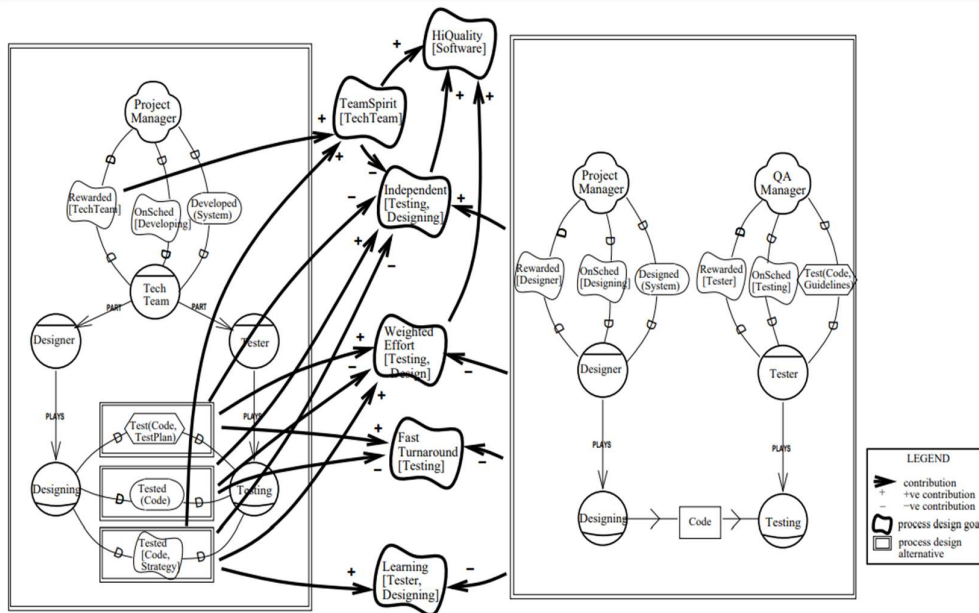 HiQuality
[Software]
+
+
+
TeamSpirit
[TechTeam]
+
+
−
Independent
[Testing,
Designing]
−
+
+
−
Weighted
Effort
[Testing,
Design]
+
−
+
−
Fast
Turnaround
[Testing]
+
−
−
Learning
[Tester,
Designing]
+
−
Project
Manager
D
D
D
Rewarded
[TechTeam]
OnSched
[Developing]
Developed
(System)
D
D
D
Tech
Team
PART
PART
Designer
Tester
PLAYS
PLAYS
Test(Code,
TestPlan)
D
D
Designing
Tested
(Code)
D
D
Testing
Tested
[Code,
Strategy]
D
D
Project
Manager
D
D
D
Rewarded
[Designer]
OnSched
[Designing]
Designed
(System)
D
D
D
Designer
PLAYS
Designing
Code
QA
Manager
D
D
D
Rewarded
[Tester]
OnSched
[Testing]
Test(Code,
Guidelines)
D
D
D
Tester
PLAYS
Testing
LEGEND
contribution
+ +ve contribution
− −ve contribution
process design goa
process design
alternative